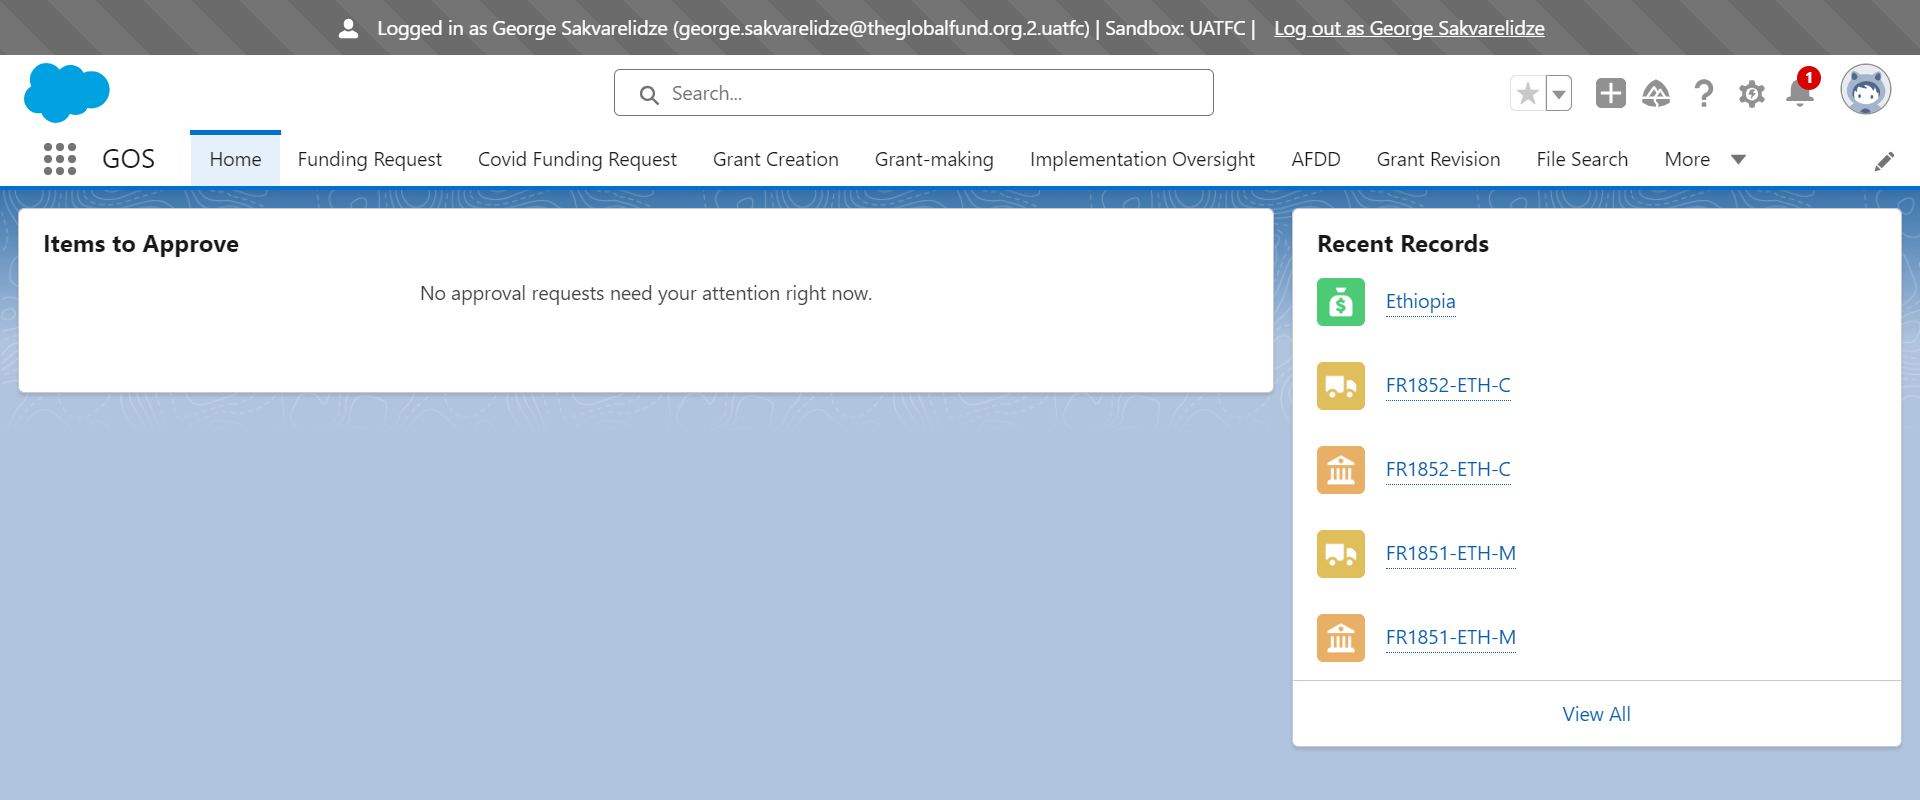 Logged in as George Sakvarelidze (george.sakvarelidze@theglobalfund.org.2.uatfc) | Sandbox: UATFC | Log out as George Sakvarelidze
Search...
1
GOS Home Funding Request Covid Funding Request Grant Creation Grant-making Implementation Oversight AFDD Grant Revision File Search More
Items to Approve
No approval requests need your attention right now.
Recent Records
Ethiopia
FR1852-ETH-C
FR1852-ETH-C
FR1851-ETH-M
FR1851-ETH-M
View All